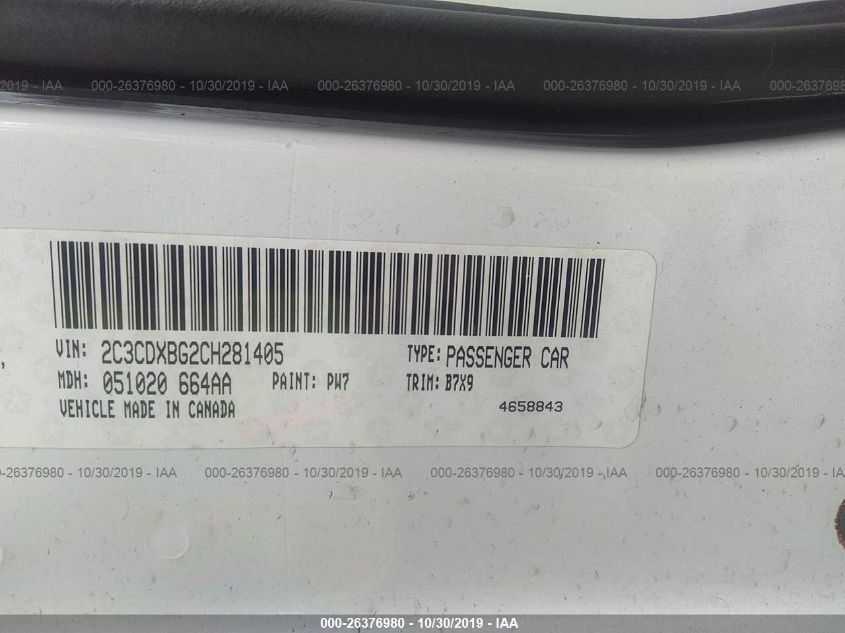 2019 - IAA 000-26376980 - 10/30/2019 - IAA 000-26376980 - 10/30/2019 - IAA 000-26376980 - 10/30/2019 - IAA 000-26376980
VIN: 2C3CDXBG2CH281405 TYPE: PASSENGER CAR
MDH: 051020 664AA PAINT: PW7 TRIM: B7X9
VEHICLE MADE IN CANADA 4658843
-26376980 - 10/30/2019 - IAA 000-26376980 - 10/30/2019 - IAA 000-26376980 - 10/30/2019 - IAA 000-26376980 - 10/30/2019
000-26376980 - 10/30/2019 - IAA